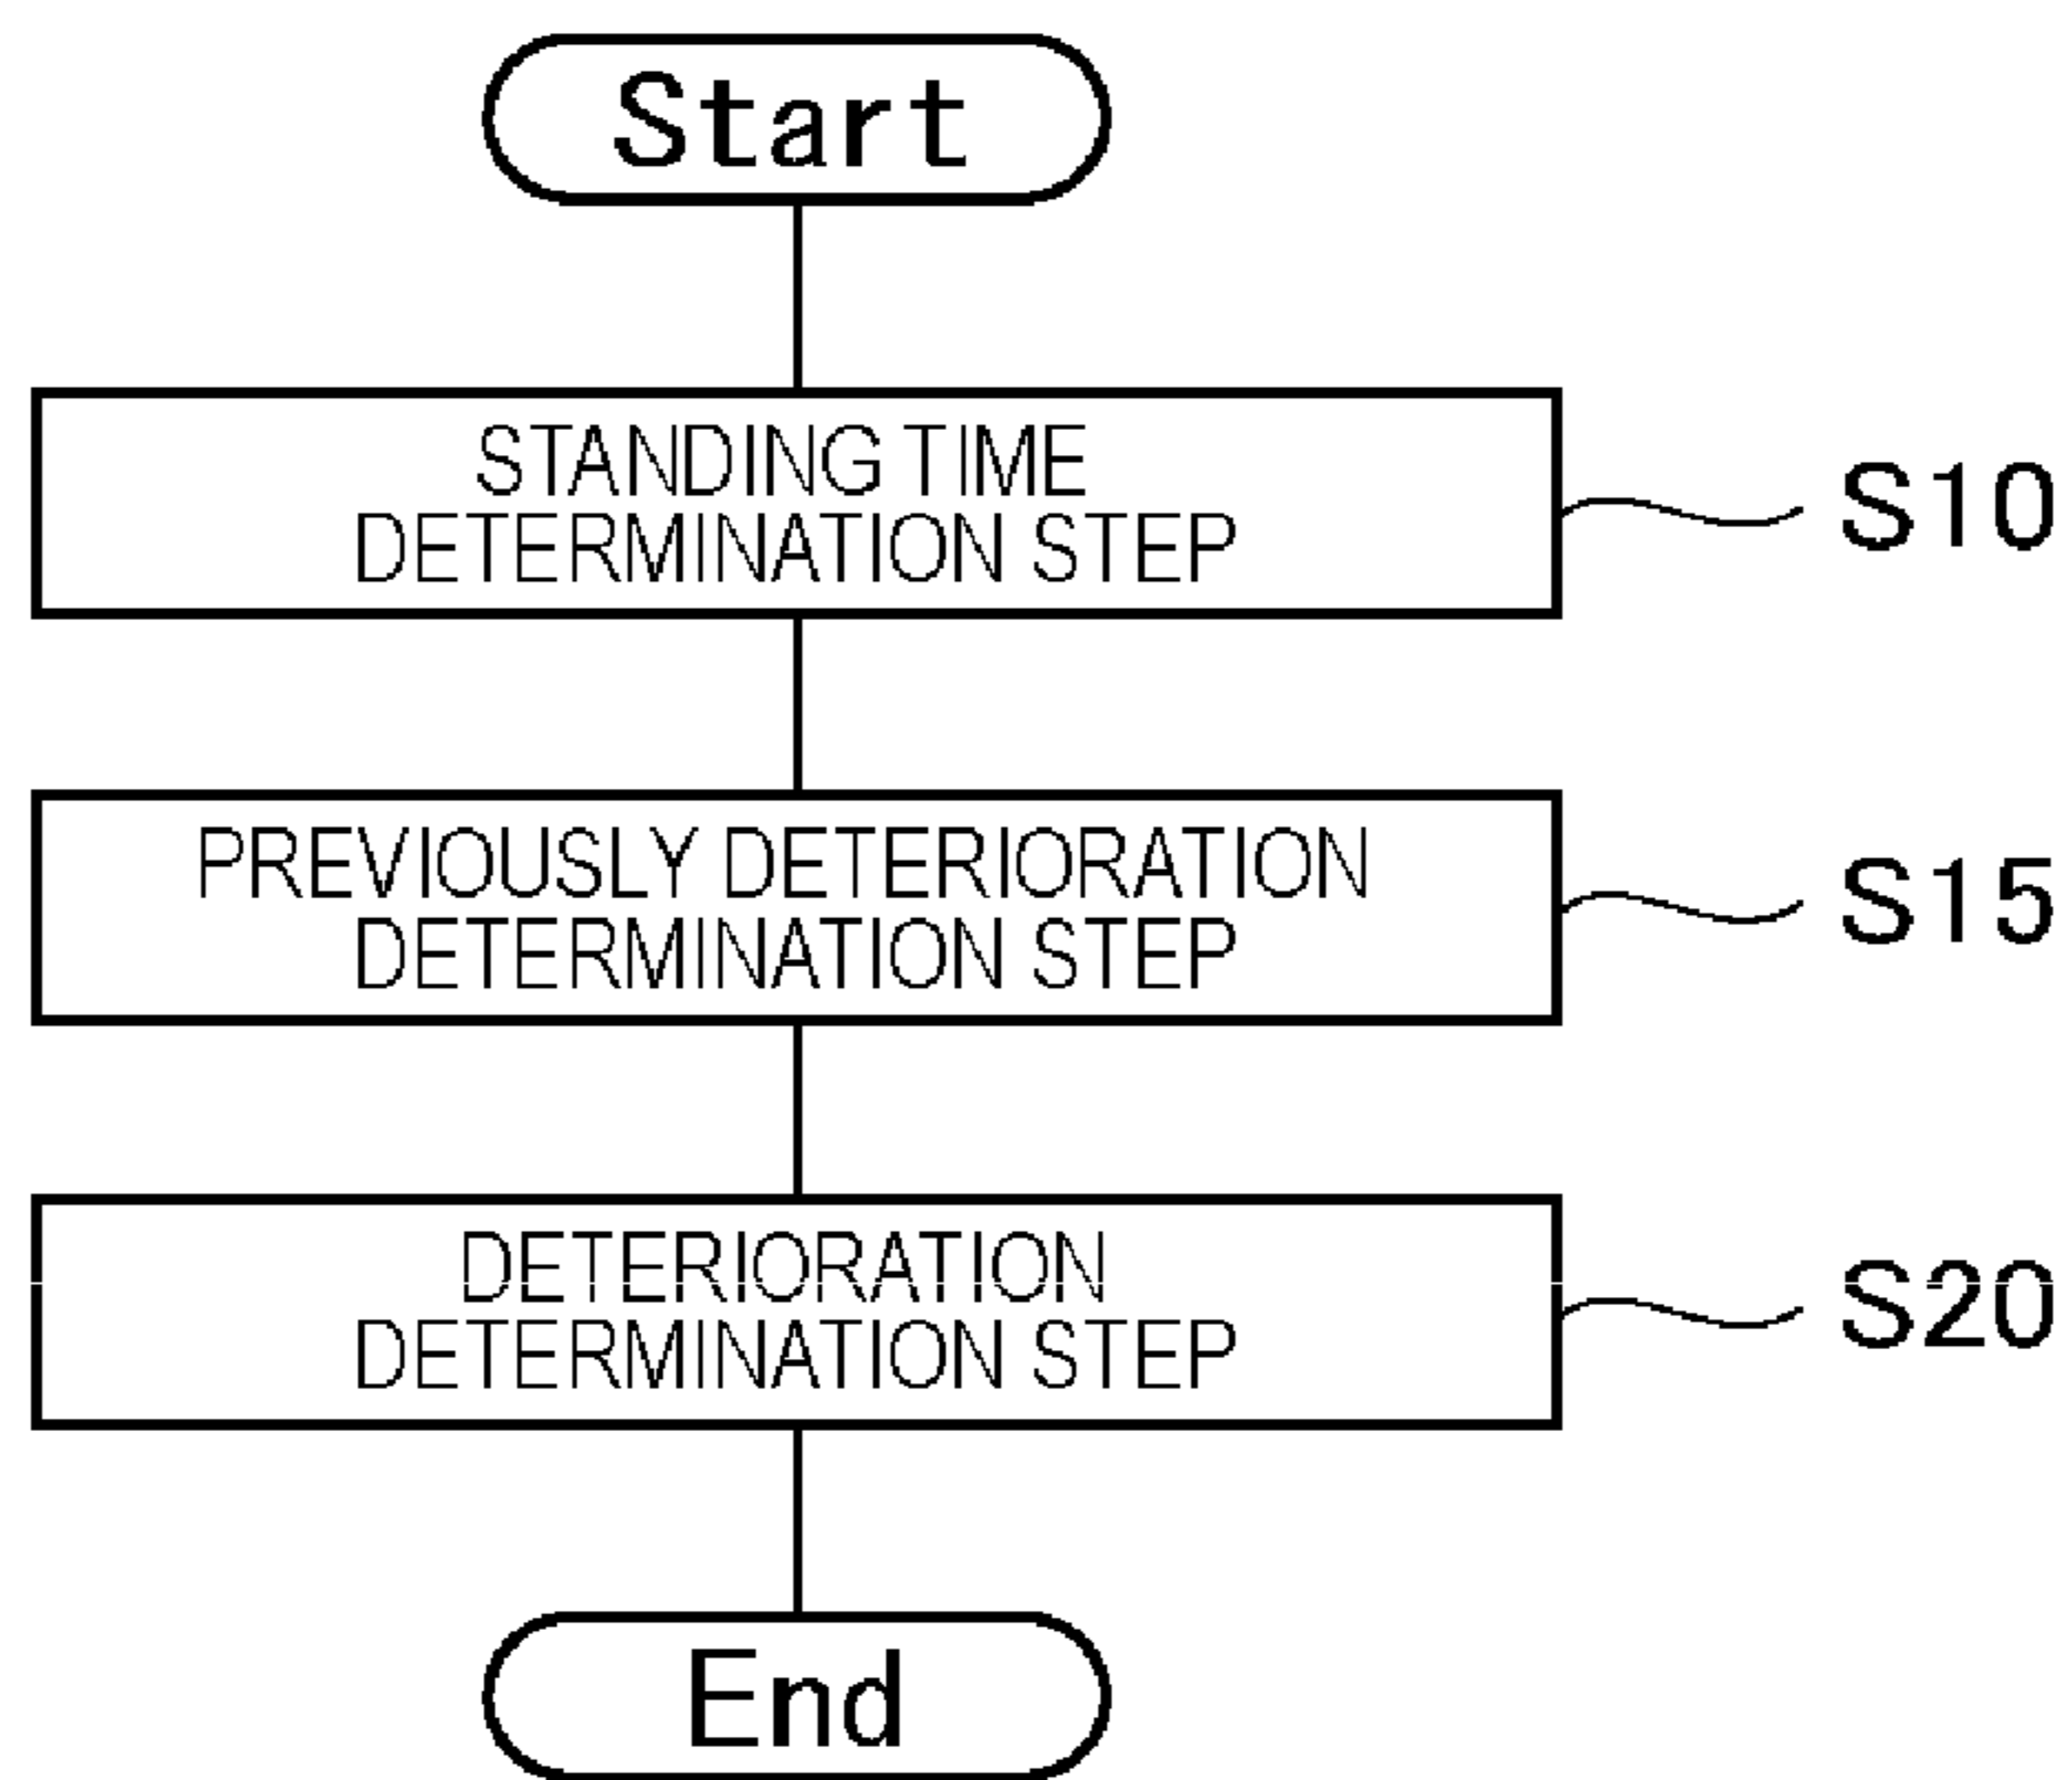 Start
STANDING TIME
DETERMINATION STEP
S10
PREVIOUSLY DETERIORATION
DETERMINATION STEP
S15
DETERIORATION
DETERMINATION STEP
S20
End